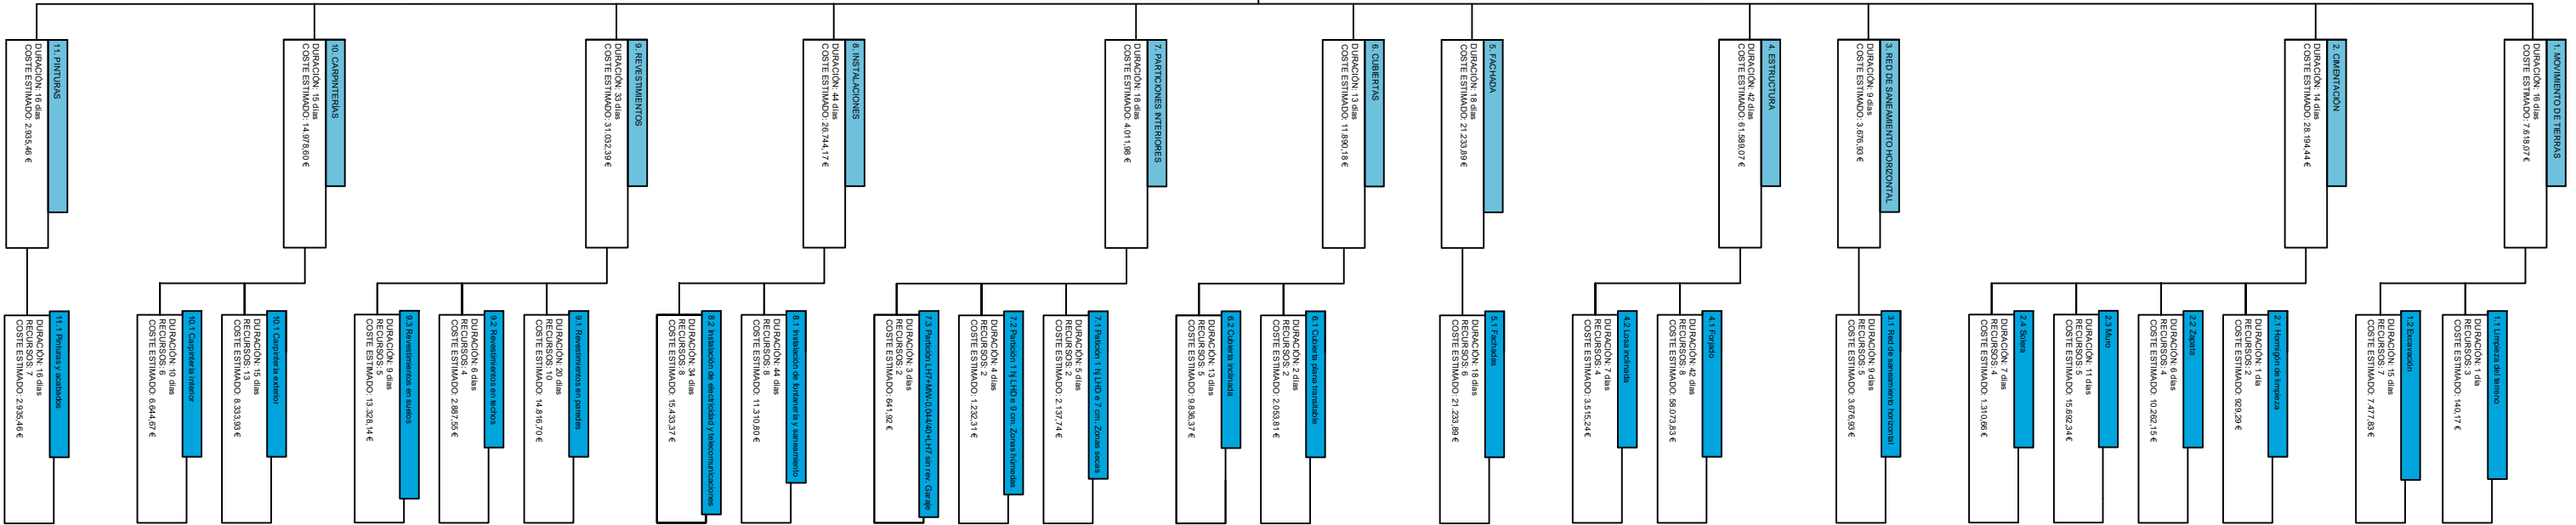 1. MOVIMIENTO DE TIERRAS
DURACIÓN: 16 días
COSTE ESTIMADO: 7.618,07 €
1.1 Limpieza del terreno
DURACIÓN: 1 día
RECURSOS: 3
COSTE ESTIMADO: 140,17 €
1.2 Excavación
DURACIÓN: 15 días
RECURSOS: 7
COSTE ESTIMADO: 7.477,83 €
2. CIMENTACIÓN
DURACIÓN: 14 días
COSTE ESTIMADO: 28.194,44 €
2.1 Hormigón de limpieza
DURACIÓN: 1 día
RECURSOS: 2
COSTE ESTIMADO: 929,29 €
2.2 Zapata
DURACIÓN: 6 días
RECURSOS: 4
COSTE ESTIMADO: 10.262,15 €
2.3 Muro
DURACIÓN: 11 días
RECURSOS: 5
COSTE ESTIMADO: 15.692,34 €
2.4 Solera
DURACIÓN: 7 días
RECURSOS: 4
COSTE ESTIMADO: 1.310,66 €
3. RED DE SANEAMIENTO HORIZONTAL
DURACIÓN: 9 días
COSTE ESTIMADO: 3.676,93 €
3.1 Red de saneamiento horizontal
DURACIÓN: 9 días
RECURSOS: 5
COSTE ESTIMADO: 3.676,93 €
4. ESTRUCTURA
DURACIÓN: 42 días
COSTE ESTIMADO: 61.589,07 €
4.1 Forjado
DURACIÓN: 42 días
RECURSOS: 8
COSTE ESTIMADO: 58.073,83 €
4.2 Losa inclinada
DURACIÓN: 7 días
RECURSOS: 4
COSTE ESTIMADO: 3.515,24 €
5. FACHADA
DURACIÓN: 18 días
COSTE ESTIMADO: 21.233,89 €
5.1 Fachadas
DURACIÓN: 18 días
RECURSOS: 6
COSTE ESTIMADO: 21.233,89 €
6. CUBIERTAS
DURACIÓN: 13 días
COSTE ESTIMADO: 11.890,18 €
6.1 Cubierta plana transitable
DURACIÓN: 2 días
RECURSOS: 6
COSTE ESTIMADO: 2.053,81 €
6.2 Cubierta inclinada
DURACIÓN: 13 días
RECURSOS: 5
COSTE ESTIMADO: 9.836,37 €
7. PARTICIONES INTERIORES
DURACIÓN: 18 días
COSTE ESTIMADO: 4.011,98 €
7.1 Patición 1 hj LHD e 7 cm. Zonas secas
DURACIÓN: 5 días
RECURSOS: 2
COSTE ESTIMADO: 2.137,74 €
7.2 Partición 1 hj LHD e 9 cm. Zonas húmedas
DURACIÓN: 4 días
RECURSOS: 2
COSTE ESTIMADO: 1.232,31 €
7.3 Partición LH7+MW-0.044/40+LH7 sin rev. Garaje
DURACIÓN: 3 días
RECURSOS: 2
COSTE ESTIMADO: 641,92 €
8. INSTALACIONES
DURACIÓN: 44 días
COSTE ESTIMADO: 26.744,17 €
8.1 Instalación de fontanería y saneamiento
DURACIÓN: 44 días
RECURSOS: 8
COSTE ESTIMADO: 11.310,80 €
8.2 Instalación de electricidad y telecomunicaciones
DURACIÓN: 34 días
RECURSOS: 8
COSTE ESTIMADO: 15.433,37 €
9. REVESTIMIENTOS
DURACIÓN: 33 días
COSTE ESTIMADO: 31.032,39 €
9.1 Revestimientos en paredes
DURACIÓN: 20 días
RECURSOS: 10
COSTE ESTIMADO: 14.816,70 €
9.2 Revestimientos en techos
DURACIÓN: 6 días
RECURSOS: 4
COSTE ESTIMADO: 2.887,55 €
9.3 Revestimientos en suelos
DURACIÓN: 9 días
RECURSOS: 5
COSTE ESTIMADO: 13.328,14 €
10. CARPINTERÍAS
DURACIÓN: 15 días
COSTE ESTIMADO: 14.978,60 €
10.1 Carpintería exterior
DURACIÓN: 15 días
RECURSOS: 13
COSTE ESTIMADO: 8.333,93 €
10.1 Carpintería interior
DURACIÓN: 10 días
RECURSOS: 6
COSTE ESTIMADO: 6.644,67 €
11. PINTURAS
DURACIÓN: 16 días
COSTE ESTIMADO: 2.935,46 €
11.1 Pinturas y acabados
DURACIÓN: 16 días
RECURSOS: 7
COSTE ESTIMADO: 2.935,46 €